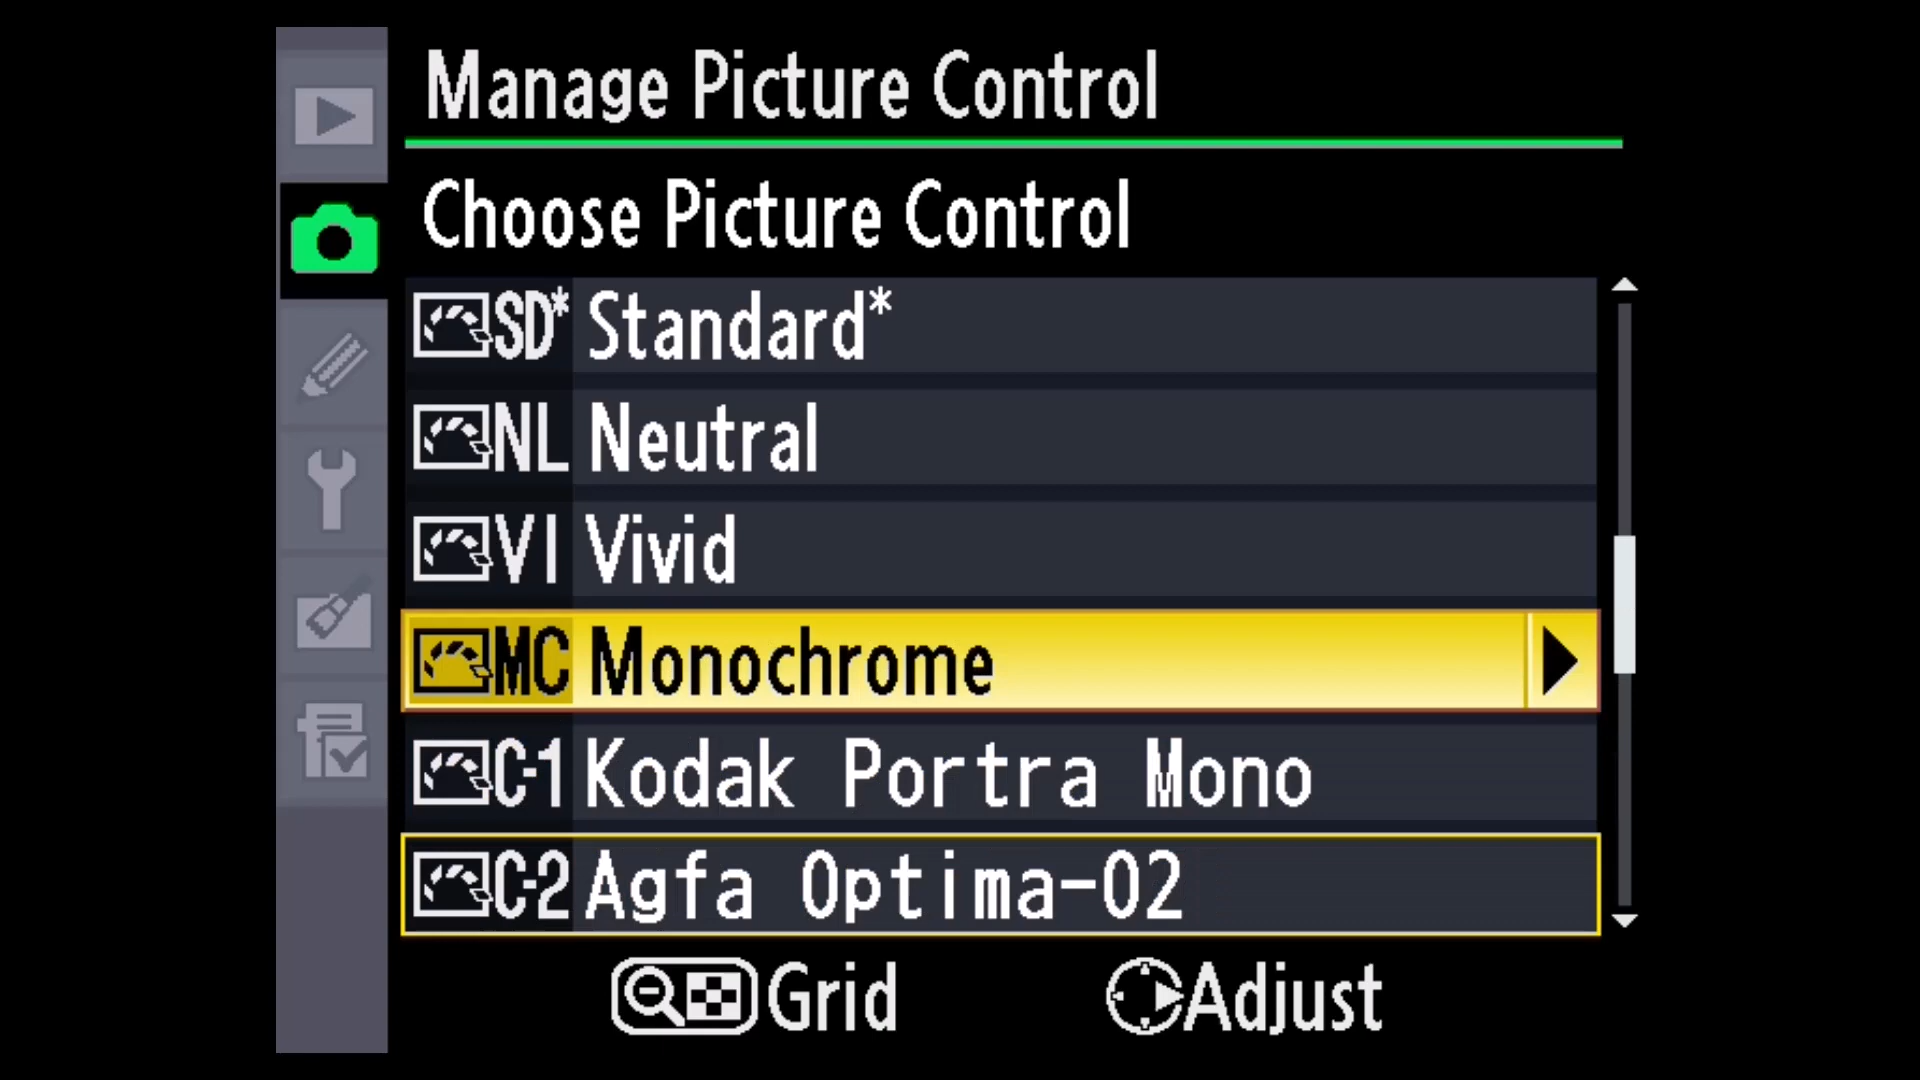 Manage Picture Control
Choose Picture Control
SD* Standard*
NL Neutral
VI Vivid
MC Monochrome
C-1 Kodak Portra Mono
C-2 Agfa Optima-02
Grid Adjust